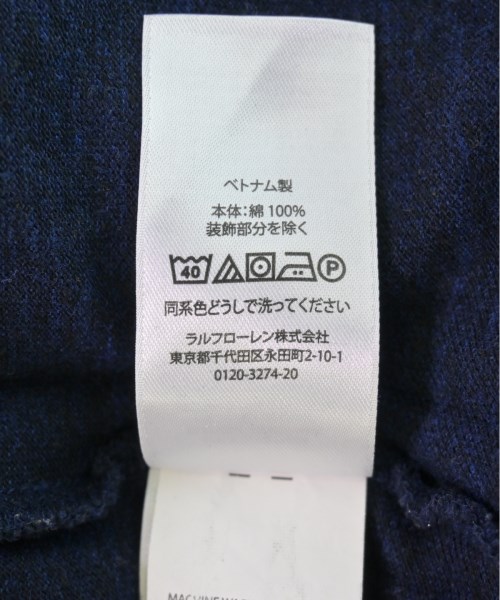 ベトナム製
本体：綿 100%
装飾部分を除く
40 P
同系色どうしで洗ってください
ラルフローレン株式会社
東京都千代田区永田町2-10-1
0120-3274-20